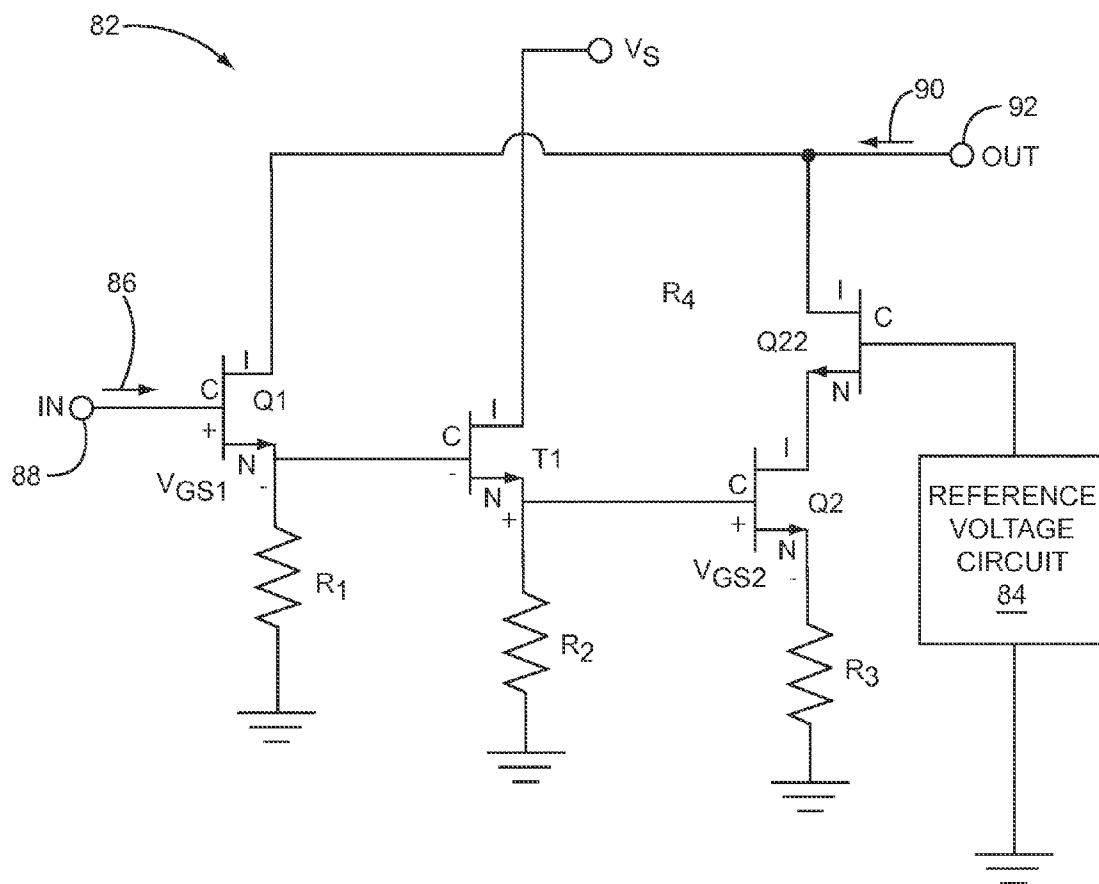 82
VS
90
92
OUT
86
I
R4
C
Q22
N
I
C
Q1
IN
+
N
VGS1
-
88
I
C
T1
-
N
+
I
C
Q2
+
N
VGS2
-
REFERENCE
VOLTAGE
CIRCUIT
84
R1
R2
R3